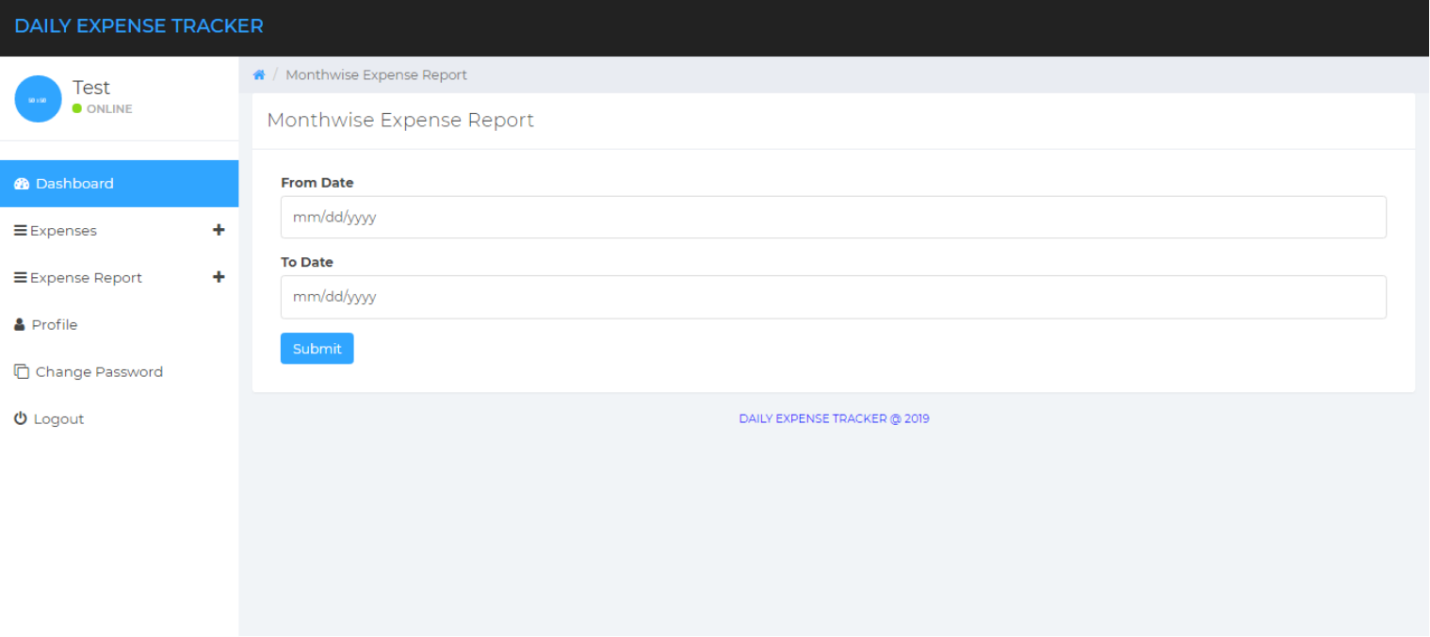 DAILY EXPENSE TRACKER
Test
ONLINE
Dashboard
Expenses
Expense Report
Profile
Change Password
Logout
/ Monthwise Expense Report
Monthwise Expense Report
From Date
mm/dd/yyyy
To Date
mm/dd/yyyy
Submit
DAILY EXPENSE TRACKER @ 2019